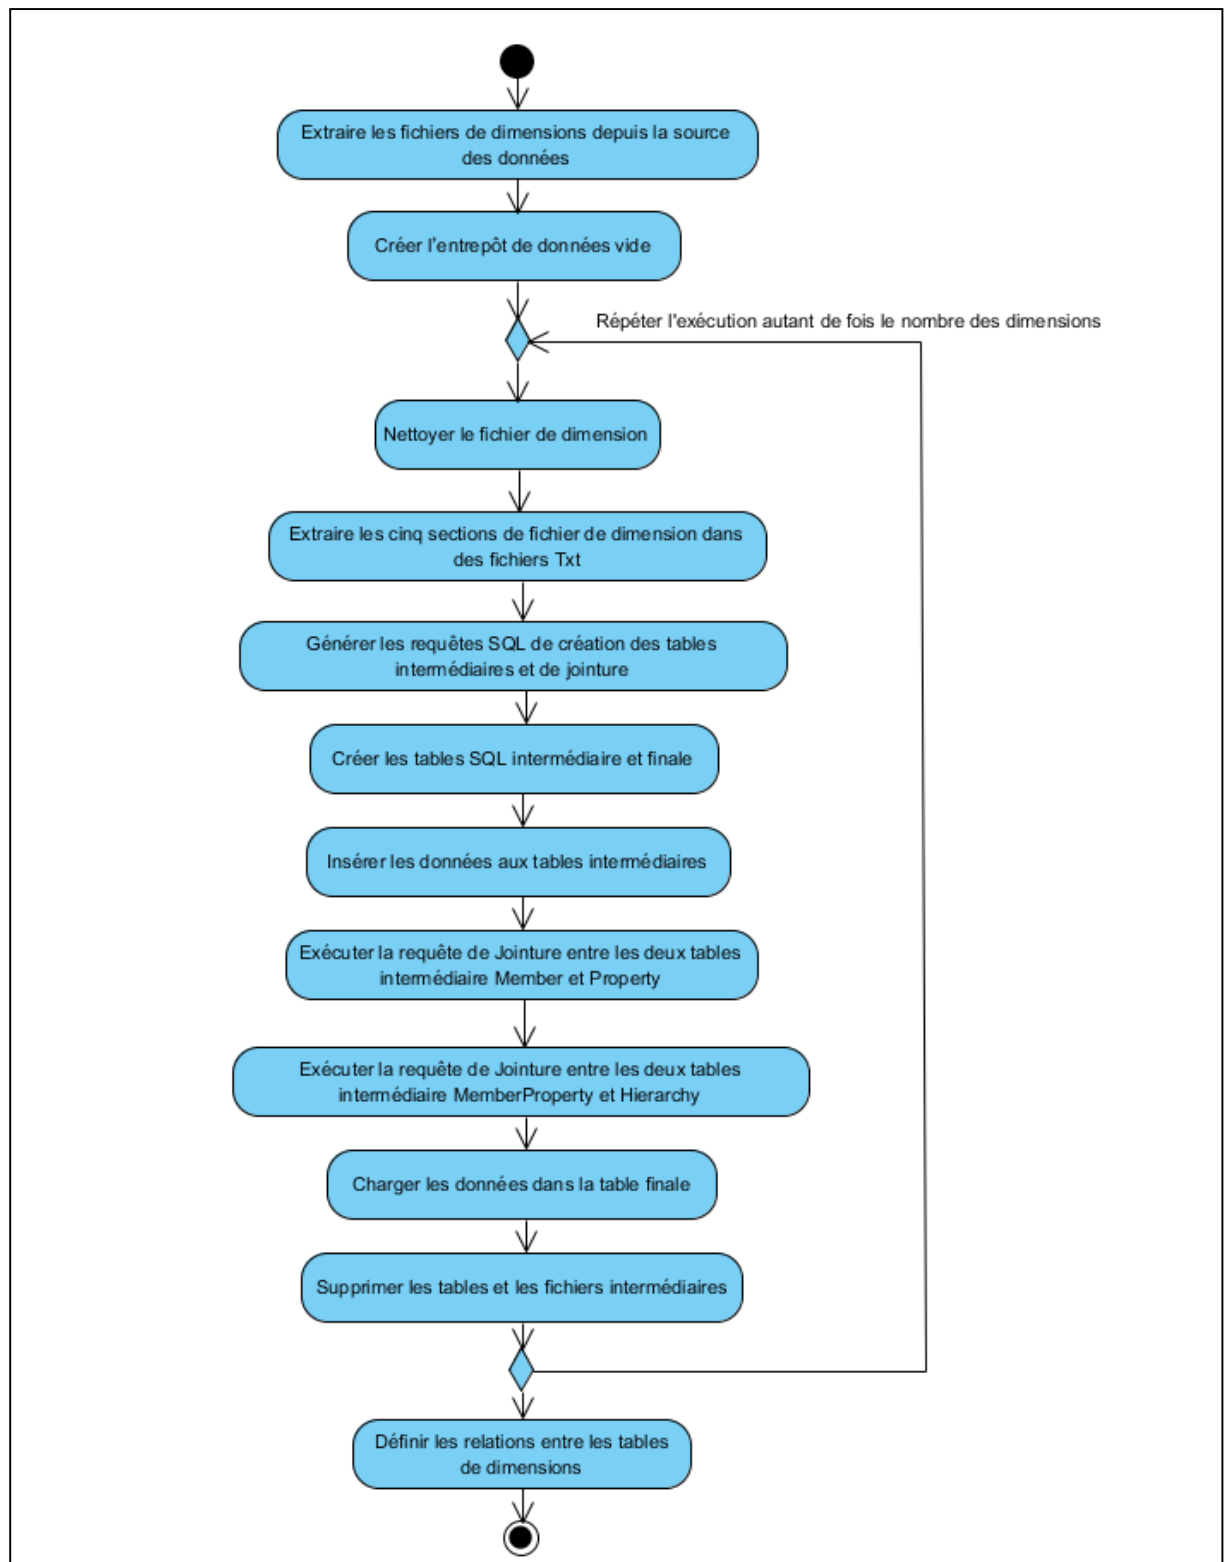 Extraire les fichiers de dimensions depuis la source
des données
Créer l'entrepôt de données vide
Répéter l'exécution autant de fois le nombre des dimensions
Nettoyer le fichier de dimension
Extraire les cinq sections de fichier de dimension dans
des fichiers Txt
Générer les requêtes SQL de création des tables
intermédiaires et de jointure
Créer les tables SQL intermédiaire et finale
Insérer les données aux tables intermédiaires
Exécuter la requête de Jointure entre les deux tables
intermédiaire Member et Property
Exécuter la requête de Jointure entre les deux tables
intermédiaire MemberProperty et Hierarchy
Charger les données dans la table finale
Supprimer les tables et les fichiers intermédiaires
Définir les relations entre les tables
de dimensions